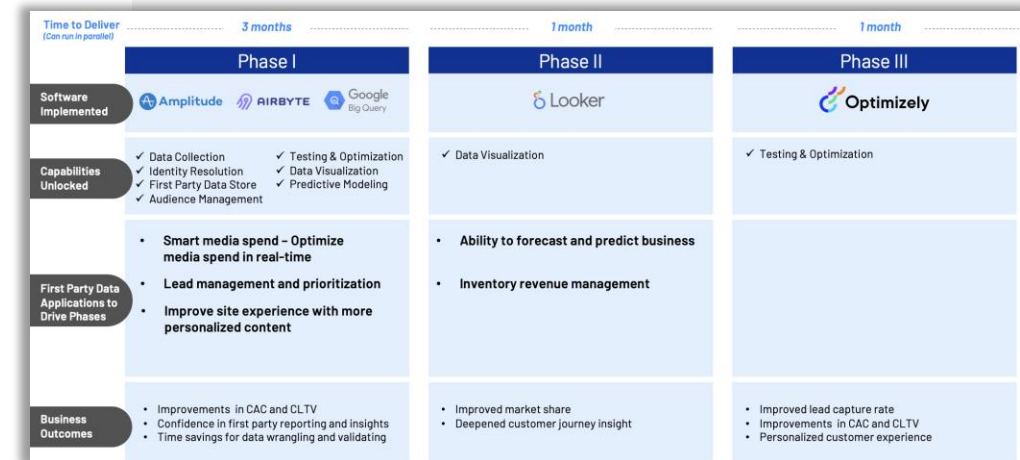 Time to Deliver
(Can run in parallel)
3 months
1 month
1 month
Phase I
Phase II
Phase III
Software
Implemented
Amplitude
AIRBYTE
Google
Big Query
Looker
Optimizely
Capabilities
Unlocked
✓ Data Collection
✓ Identity Resolution
✓ First Party Data Store
✓ Audience Management
✓ Testing & Optimization
✓ Data Visualization
✓ Predictive Modeling
✓ Data Visualization
✓ Testing & Optimization
First Party Data
Applications to
Drive Phases
• Smart media spend – Optimize
media spend in real-time
• Lead management and prioritization
• Improve site experience with more
personalized content
• Ability to forecast and predict business
• Inventory revenue management
Business
Outcomes
• Improvements in CAC and CLTV
• Confidence in first party reporting and insights
• Time savings for data wrangling and validating
• Improved market share
• Deepened customer journey insight
• Improved lead capture rate
• Improvements in CAC and CLTV
• Personalized customer experience